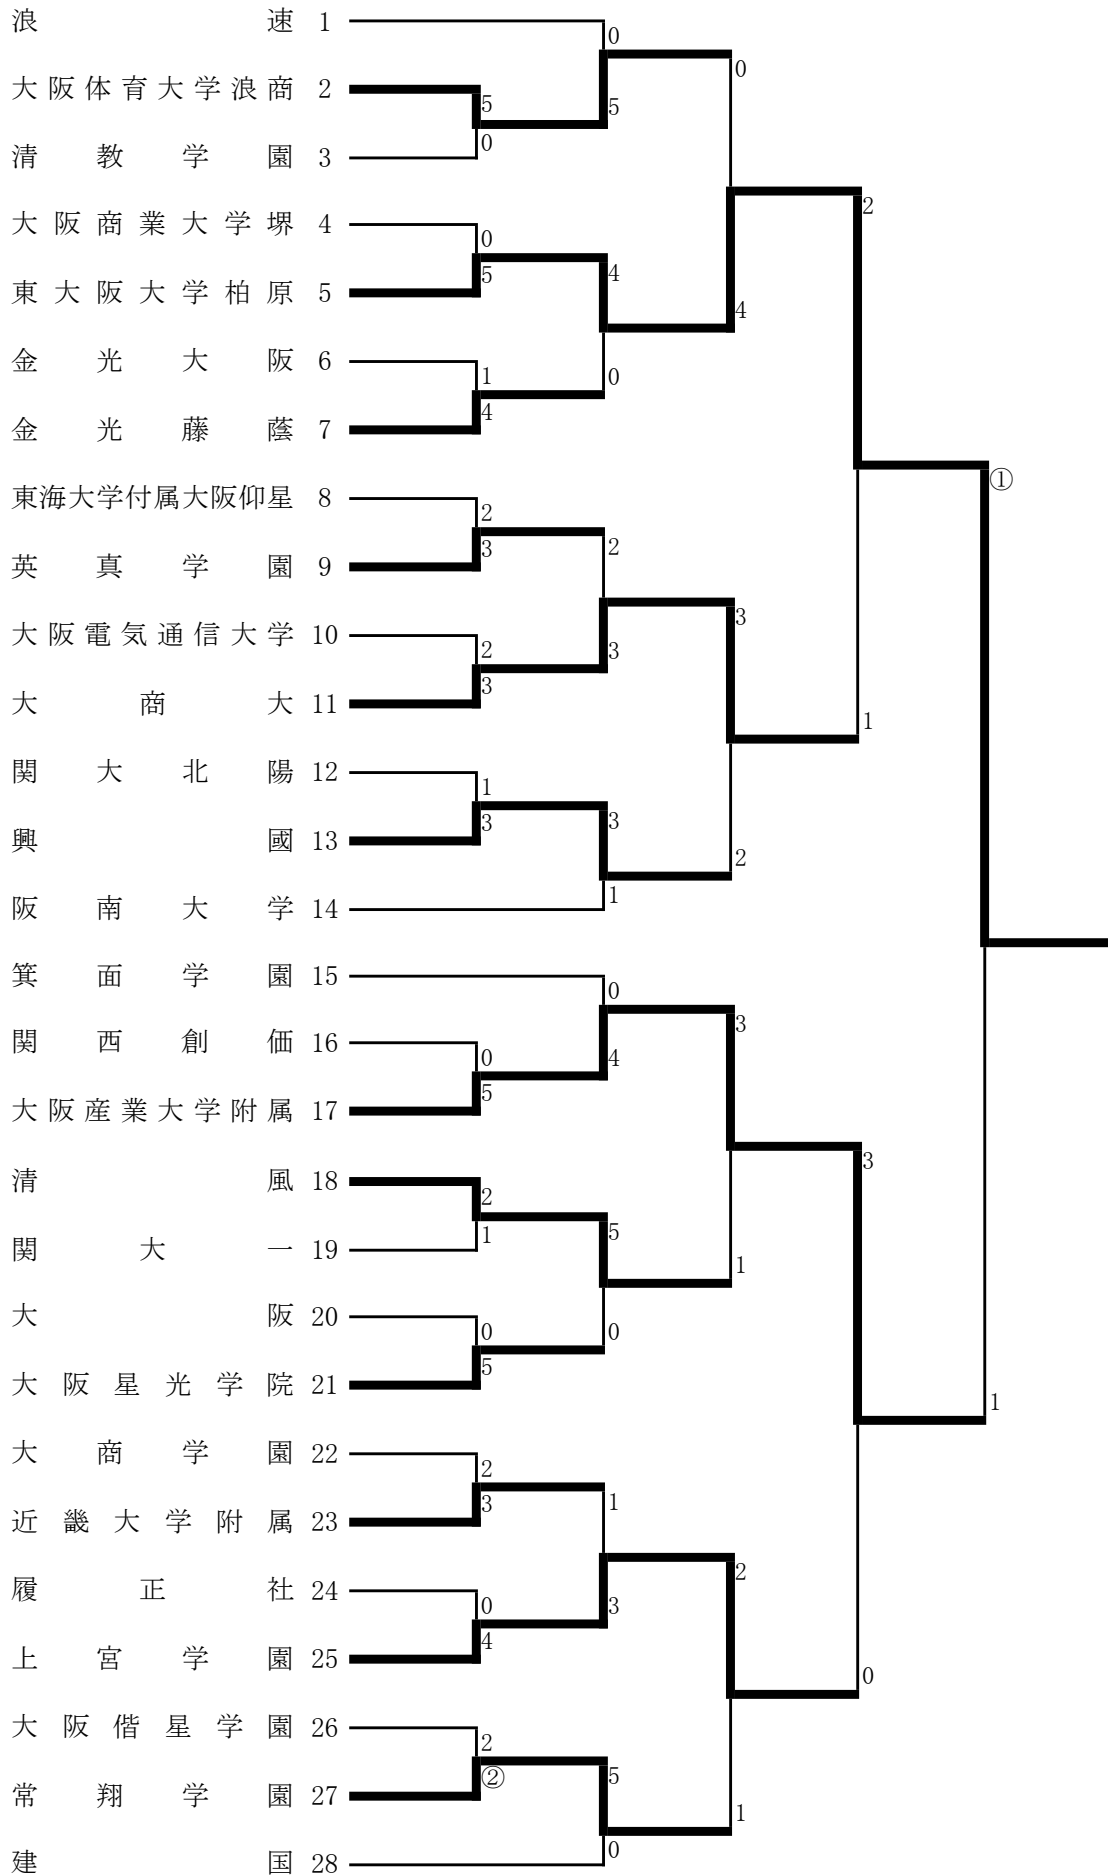 浪速 1
0
0
大阪体育大学浪商 2
5
5
0
清教学園 3
2
大阪商業大学堺 4
0
5
4
東大阪大学柏原 5
4
金光大阪 6
1
0
4
金光藤蔭 7
①
東海大学付属大阪仰星 8
2
3
2
英真学園 9
3
大阪電気通信大学 10
2
3
3
大商大 11
1
関大北陽 12
1
3
3
興國 13
2
1
阪南大学 14
箕面学園 15
0
3
関西創価 16
0
4
5
大阪産業大学附属 17
3
清風 18
2
1
5
関大一 19
1
大阪 20
0
0
5
大阪星光学院 21
1
大商学園 22
2
3
1
近畿大学附属 23
2
履正社 24
0
3
4
上宮学園 25
0
大阪偕星学園 26
2
②
5
常翔学園 27
1
0
建国 28